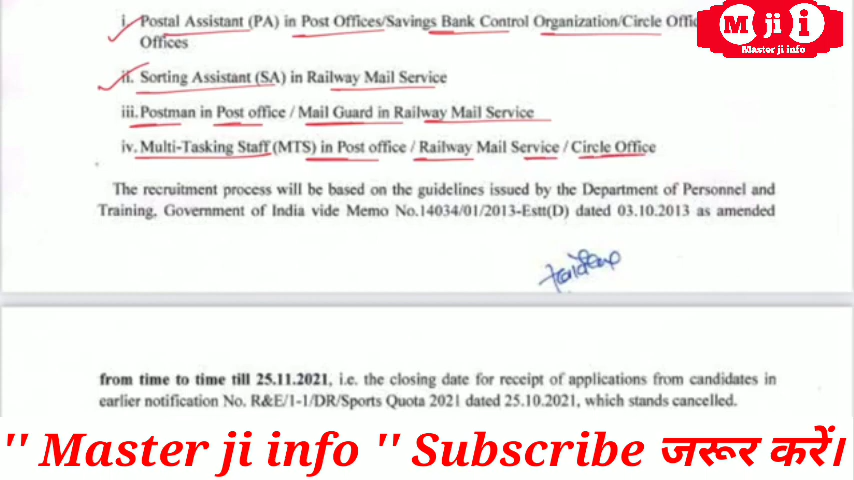 i. Postal Assistant (PA) in Post Offices/Savings Bank Control Organization/Circle
Offices
ii. Sorting Assistant (SA) in Railway Mail Service
iii. Postman in Post office / Mail Guard in Railway Mail Service
iv. Multi-Tasking Staff (MTS) in Post office / Railway Mail Service / Circle Office
The recruitment process will be based on the guidelines issued by the Department of Personnel and
Training, Government of India vide Memo No.14034/01/2013-Estt(D) dated 03.10.2013 as amended
from time to time till 25.11.2021, i.e. the closing date for receipt of applications from candidates in
earlier notification No. R&E/1-1/DR/Sports Quota 2021 dated 25.10.2021, which stands cancelled.
M ji i
Master ji info
'' Master ji info '' Subscribe जरूर करें।